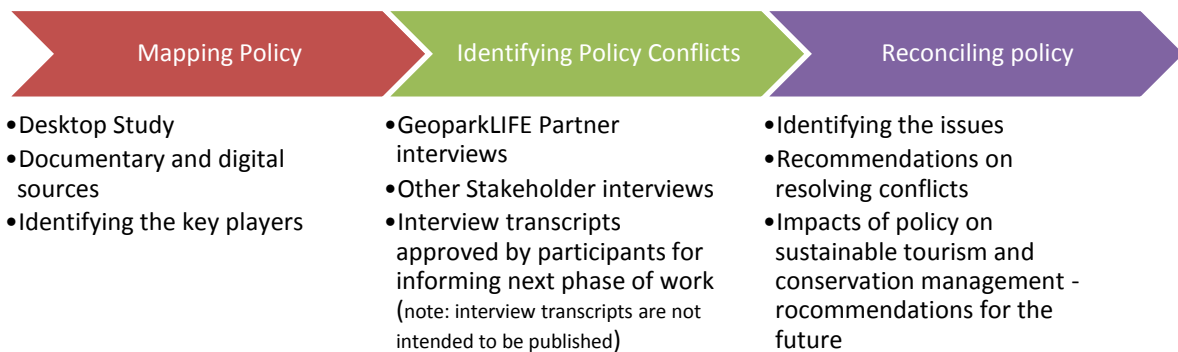 Mapping Policy
Identifying Policy Conflicts
Reconciling policy
•Desktop Study
•Documentary and digital
sources
•Identifying the key players
•GeoparkLIFE Partner
interviews
•Other Stakeholder interviews
•Interview transcripts
approved by participants for
informing next phase of work
(note: interview transcripts are not
intended to be published)
•Identifying the issues
•Recommendations on
resolving conflicts
•Impacts of policy on
sustainable tourism and
conservation management -
rocommendations for the
future